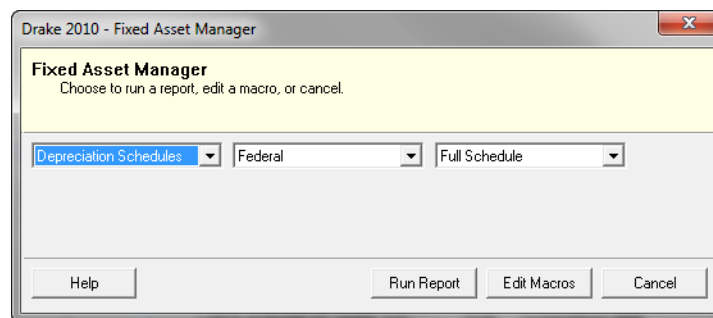 Drake 2010 - Fixed Asset Manager
Fixed Asset Manager
Choose to run a report, edit a macro, or cancel.
Depreciation Schedules Federal Full Schedule
Help Run Report Edit Macros Cancel